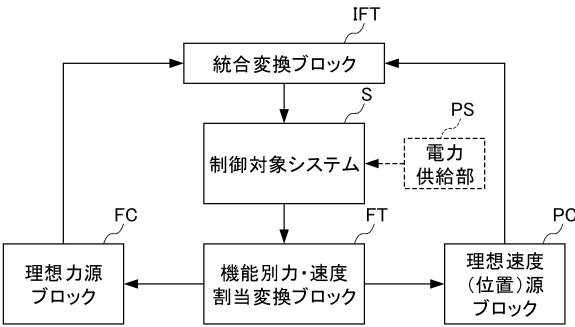 IFT
統合変換ブロック
S
制御対象システム
PS
電力
供給部
FC
理想力源
ブロック
FT
機能別力・速度
割当変換ブロック
PC
理想速度
(位置)源
ブロック